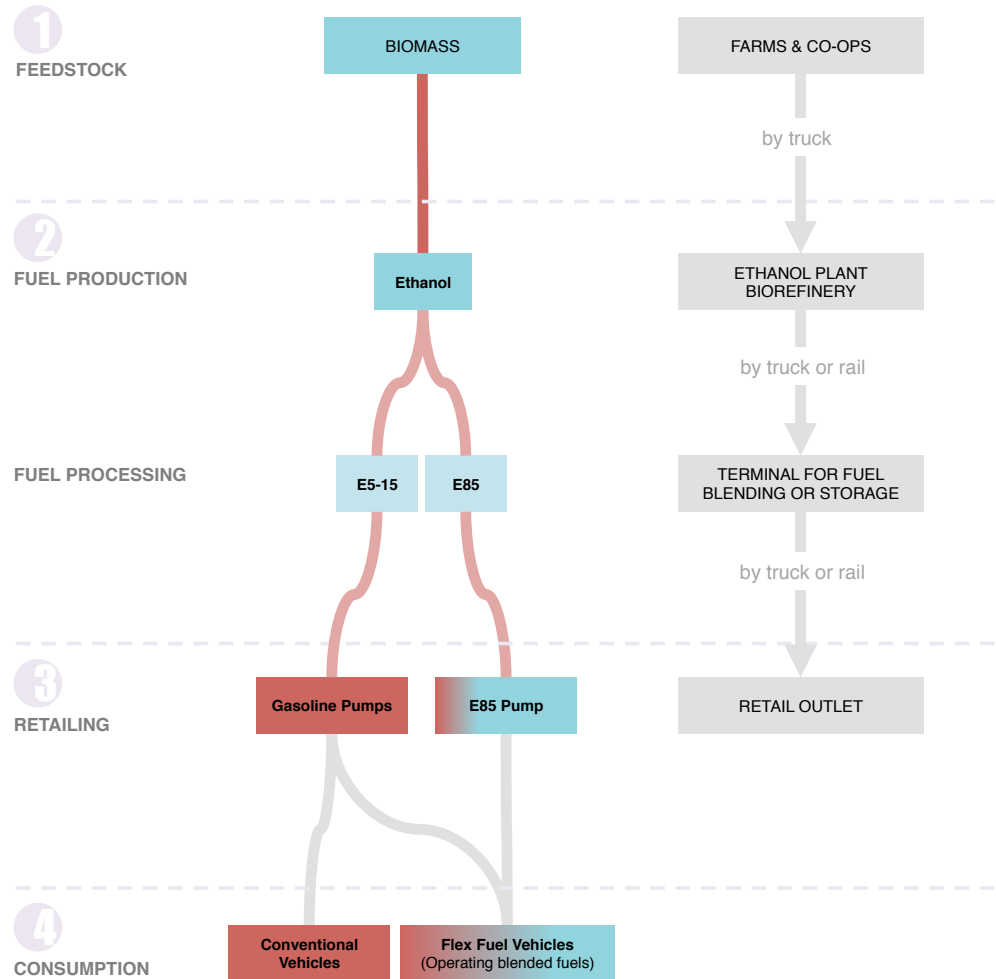 1
FEEDSTOCK
BIOMASS
FARMS & CO-OPS
by truck
2
FUEL PRODUCTION
Ethanol
ETHANOL PLANT
BIOREFINERY
by truck or rail
FUEL PROCESSING
E5-15
E85
TERMINAL FOR FUEL
BLENDING OR STORAGE
by truck or rail
3
RETAILING
Gasoline Pumps
E85 Pump
RETAIL OUTLET
4
CONSUMPTION
Conventional
Vehicles
Flex Fuel Vehicles
(Operating blended fuels)